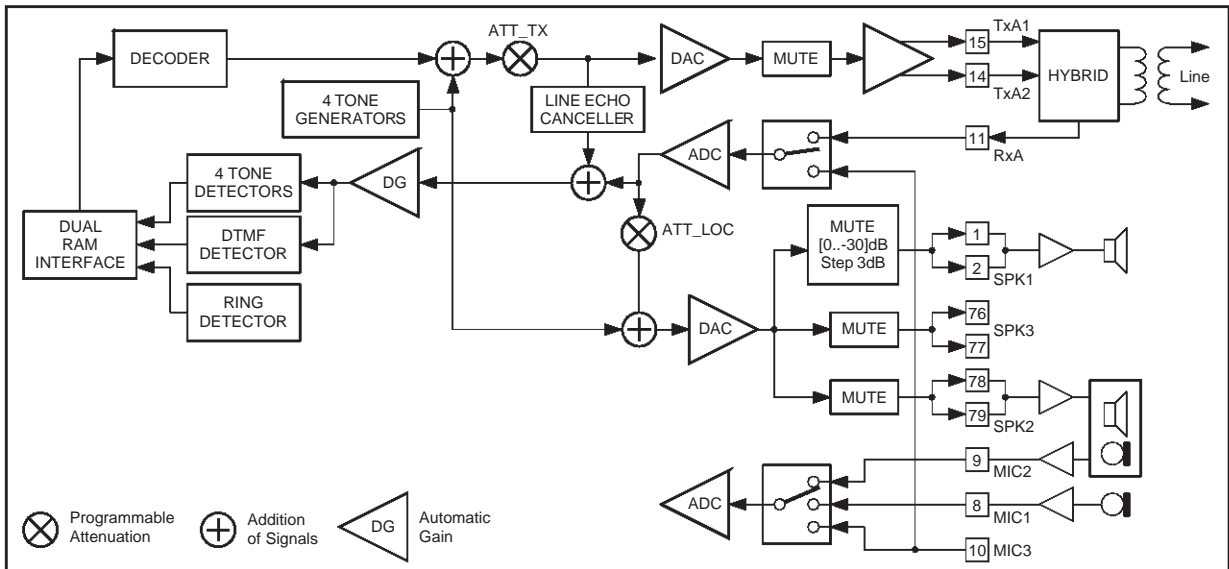 ATT_TX
TxA1
DECODER
DAC
MUTE
15
14
TxA2
HYBRID
Line
4 TONE
GENERATORS
LINE ECHO
CANCELLER
ADC
11
RxA
4 TONE
DETECTORS
DG
DUAL
RAM
INTERFACE
DTMF
DETECTOR
ATT_LOC
MUTE
[0..-30]dB
Step 3dB
1
2
SPK1
RING
DETECTOR
DAC
MUTE
76
77
SPK3
MUTE
78
79
SPK2
9
MIC2
ADC
8
MIC1
10
MIC3
Programmable
Attenuation
Addition
of Signals
DG
Automatic
Gain